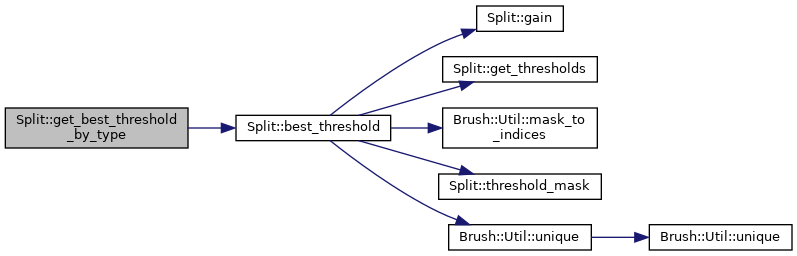 Split::get_best_threshold
_by_type
Split::best_threshold
Split::gain
Split::get_thresholds
Brush::Util::mask_to
_indices
Split::threshold_mask
Brush::Util::unique
Brush::Util::unique